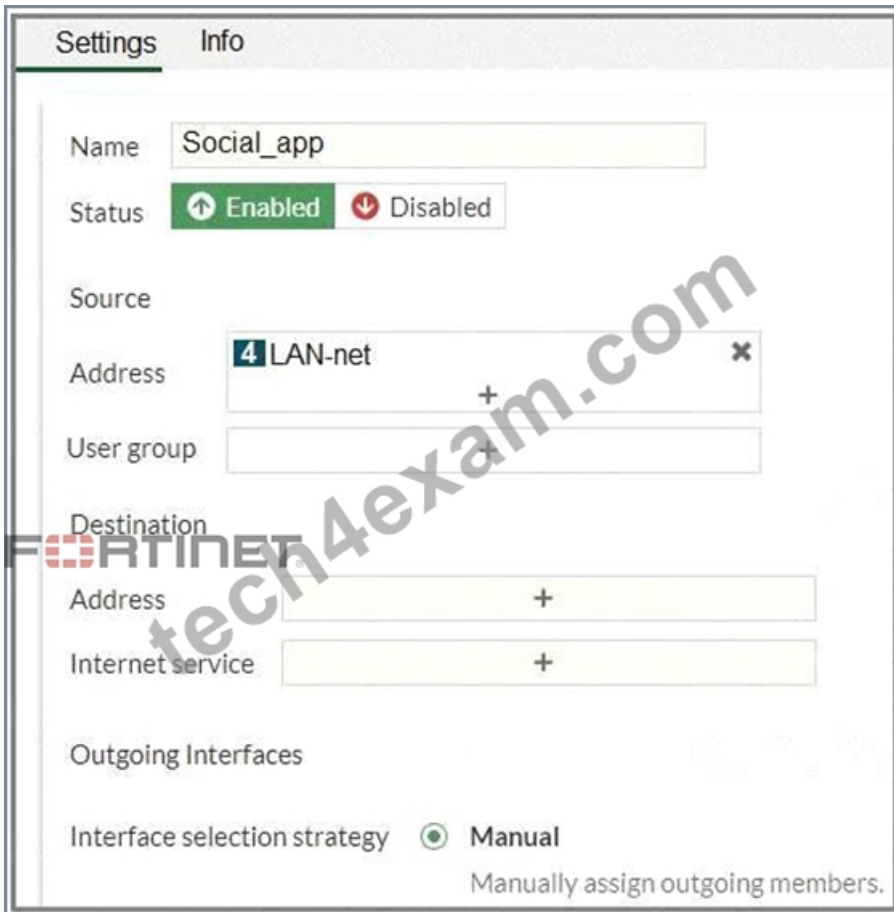 Settings Info
Name Social_app
Status Enabled Disabled
Source
Address 4 LAN-net
User group
Destination
FORTINET
Address
Internet service
Outgoing Interfaces
Interface selection strategy Manual
Manually assign outgoing members.
tech4exam.com